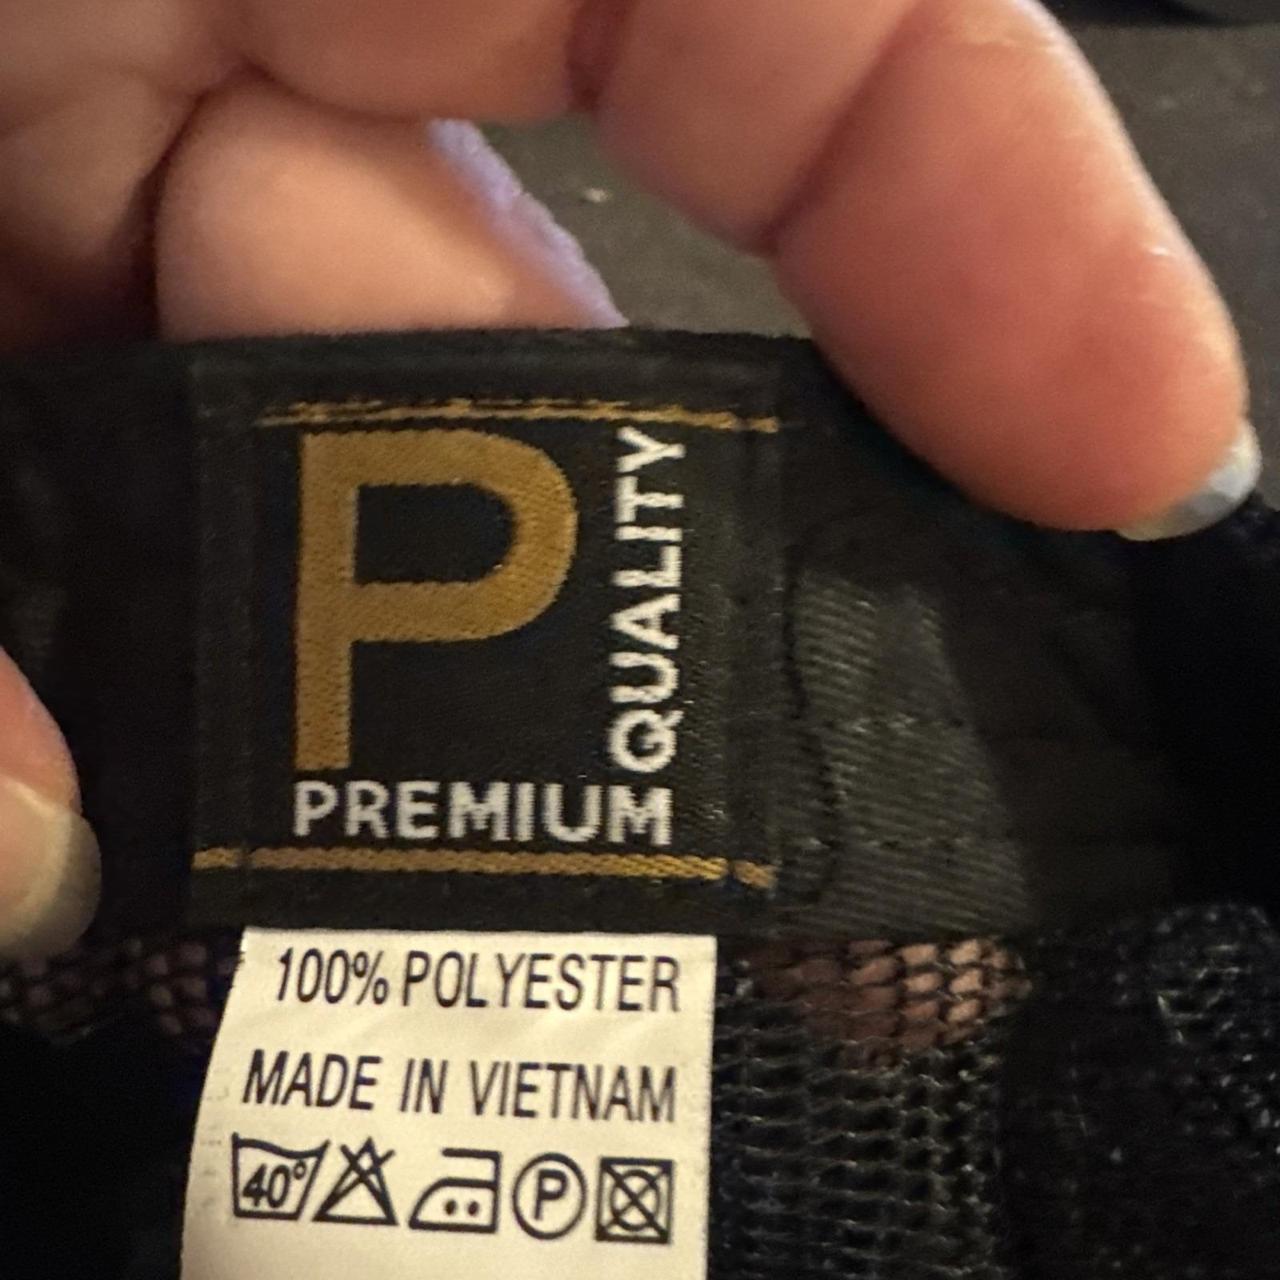 P
QUALITY
PREMIUM
100% POLYESTER
MADE IN VIETNAM
40°
P